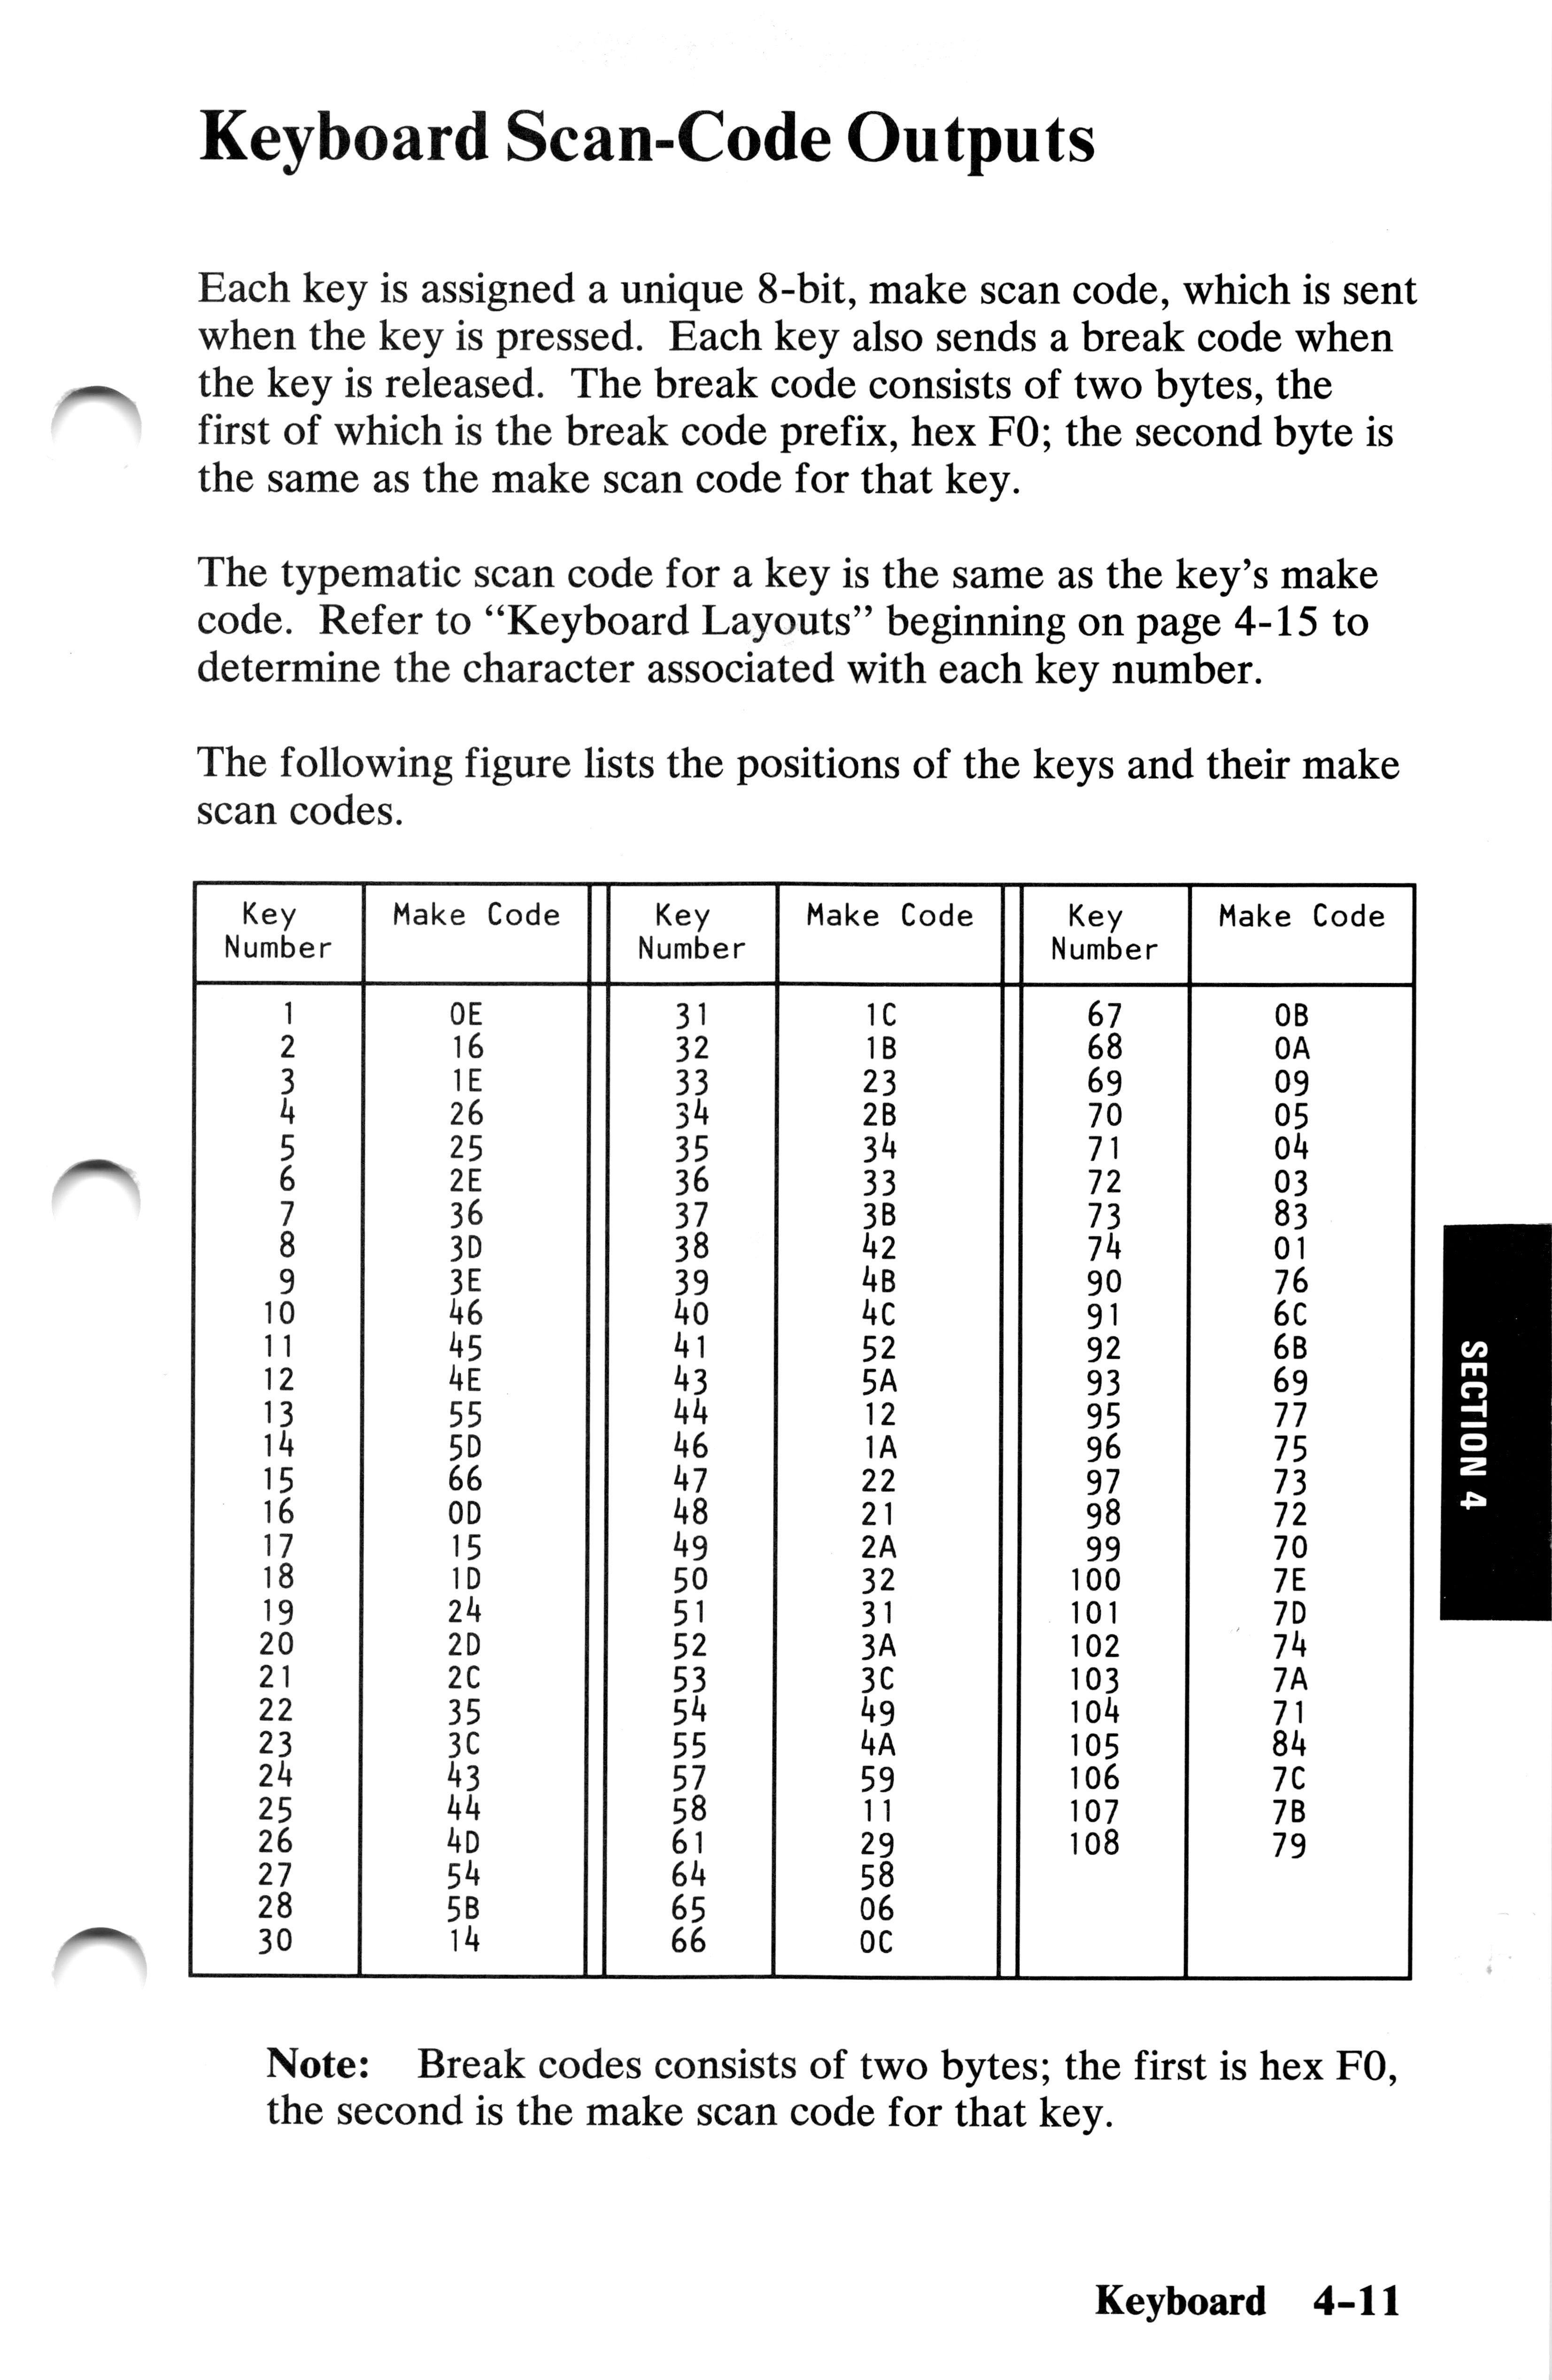 Keyboard Scan-Code Outputs
Each key is assigned a unique 8-bit, make scan code, which is sent
when the key is pressed. Each key also sends a break code when
the key is released. The break code consists of two bytes, the
first of which is the break code prefix, hex F0; the second byte is
the same as the make scan code for that key.
The typematic scan code for a key is the same as the key's make
code. Refer to “Keyboard Layouts” beginning on page 4-15 to
determine the character associated with each key number.
The following figure lists the positions of the keys and their make
scan codes.
Key Make Code Key Make Code Key Make Code
Number Number Number
1 0E 31 1C 67 0B
2 16 32 1B 68 0A
3 1E 33 23 69 09
4 26 34 2B 70 05
5 25 35 34 71 04
6 2E 36 33 72 03
7 36 37 3B 73 83
8 3D 38 42 74 01
9 3E 39 4B 90 76
10 46 40 4C 91 6C
11 45 41 52 92 6B
12 4E 43 5A 93 69
13 55 44 12 95 77
14 5D 46 1A 96 75
15 66 47 22 97 73
16 0D 48 21 98 72
17 15 49 2A 99 70
18 1D 50 32 100 7E
19 24 51 31 101 7D
20 2D 52 3A 102 74
21 2C 53 3C 103 7A
22 35 54 49 104 71
23 3C 55 4A 105 84
24 43 57 59 106 7C
25 44 58 11 107 7B
26 4D 61 29 108 79
27 54 64 58
28 5B 65 06
30 14 66 0C
SECTION 4
Note: Break codes consists of two bytes; the first is hex F0,
the second is the make scan code for that key.
Keyboard 4-11